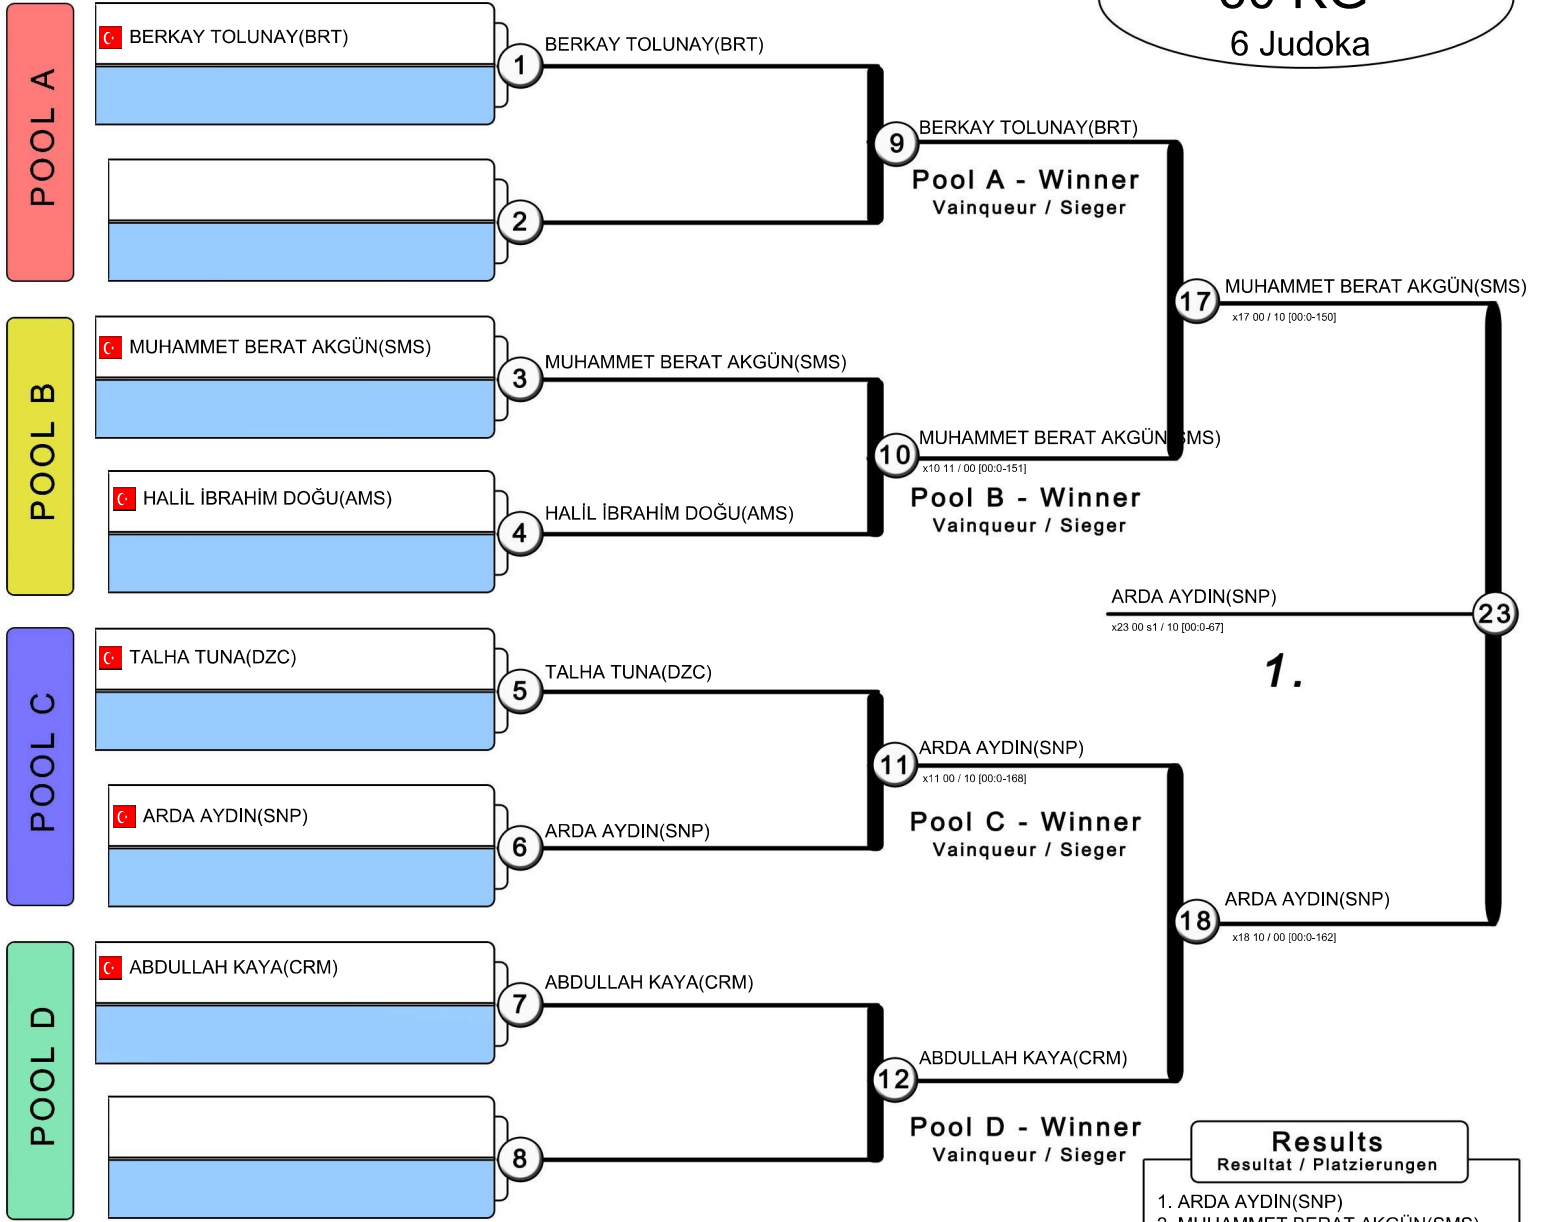 6 Judoka
POOL A
BERKAY TOLUNAY(BRT)
1
BERKAY TOLUNAY(BRT)
2
9
BERKAY TOLUNAY(BRT)
Pool A - Winner
Vainqueur / Sieger
POOL B
MUHAMMET BERAT AKGÜN(SMS)
3
MUHAMMET BERAT AKGÜN(SMS)
HALİL İBRAHİM DOĞU(AMS)
4
HALİL İBRAHİM DOĞU(AMS)
10
MUHAMMET BERAT AKGÜN(SMS)
x10 11 / 00 [00:0-151]
Pool B - Winner
Vainqueur / Sieger
17
MUHAMMET BERAT AKGÜN(SMS)
x17 00 / 10 [00:0-150]
POOL C
TALHA TUNA(DZC)
5
TALHA TUNA(DZC)
ARDA AYDIN(SNP)
6
ARDA AYDIN(SNP)
11
ARDA AYDIN(SNP)
x11 00 / 10 [00:0-168]
Pool C - Winner
Vainqueur / Sieger
POOL D
ABDULLAH KAYA(CRM)
7
ABDULLAH KAYA(CRM)
8
12
ABDULLAH KAYA(CRM)
Pool D - Winner
Vainqueur / Sieger
18
ARDA AYDIN(SNP)
x18 10 / 00 [00:0-162]
23
ARDA AYDIN(SNP)
x23 00 s1 / 10 [00:0-67]
1.
Results
Resultat / Platzierungen
1. ARDA AYDIN(SNP)
2. MUHAMMET BERAT AKGÜN(SMS)